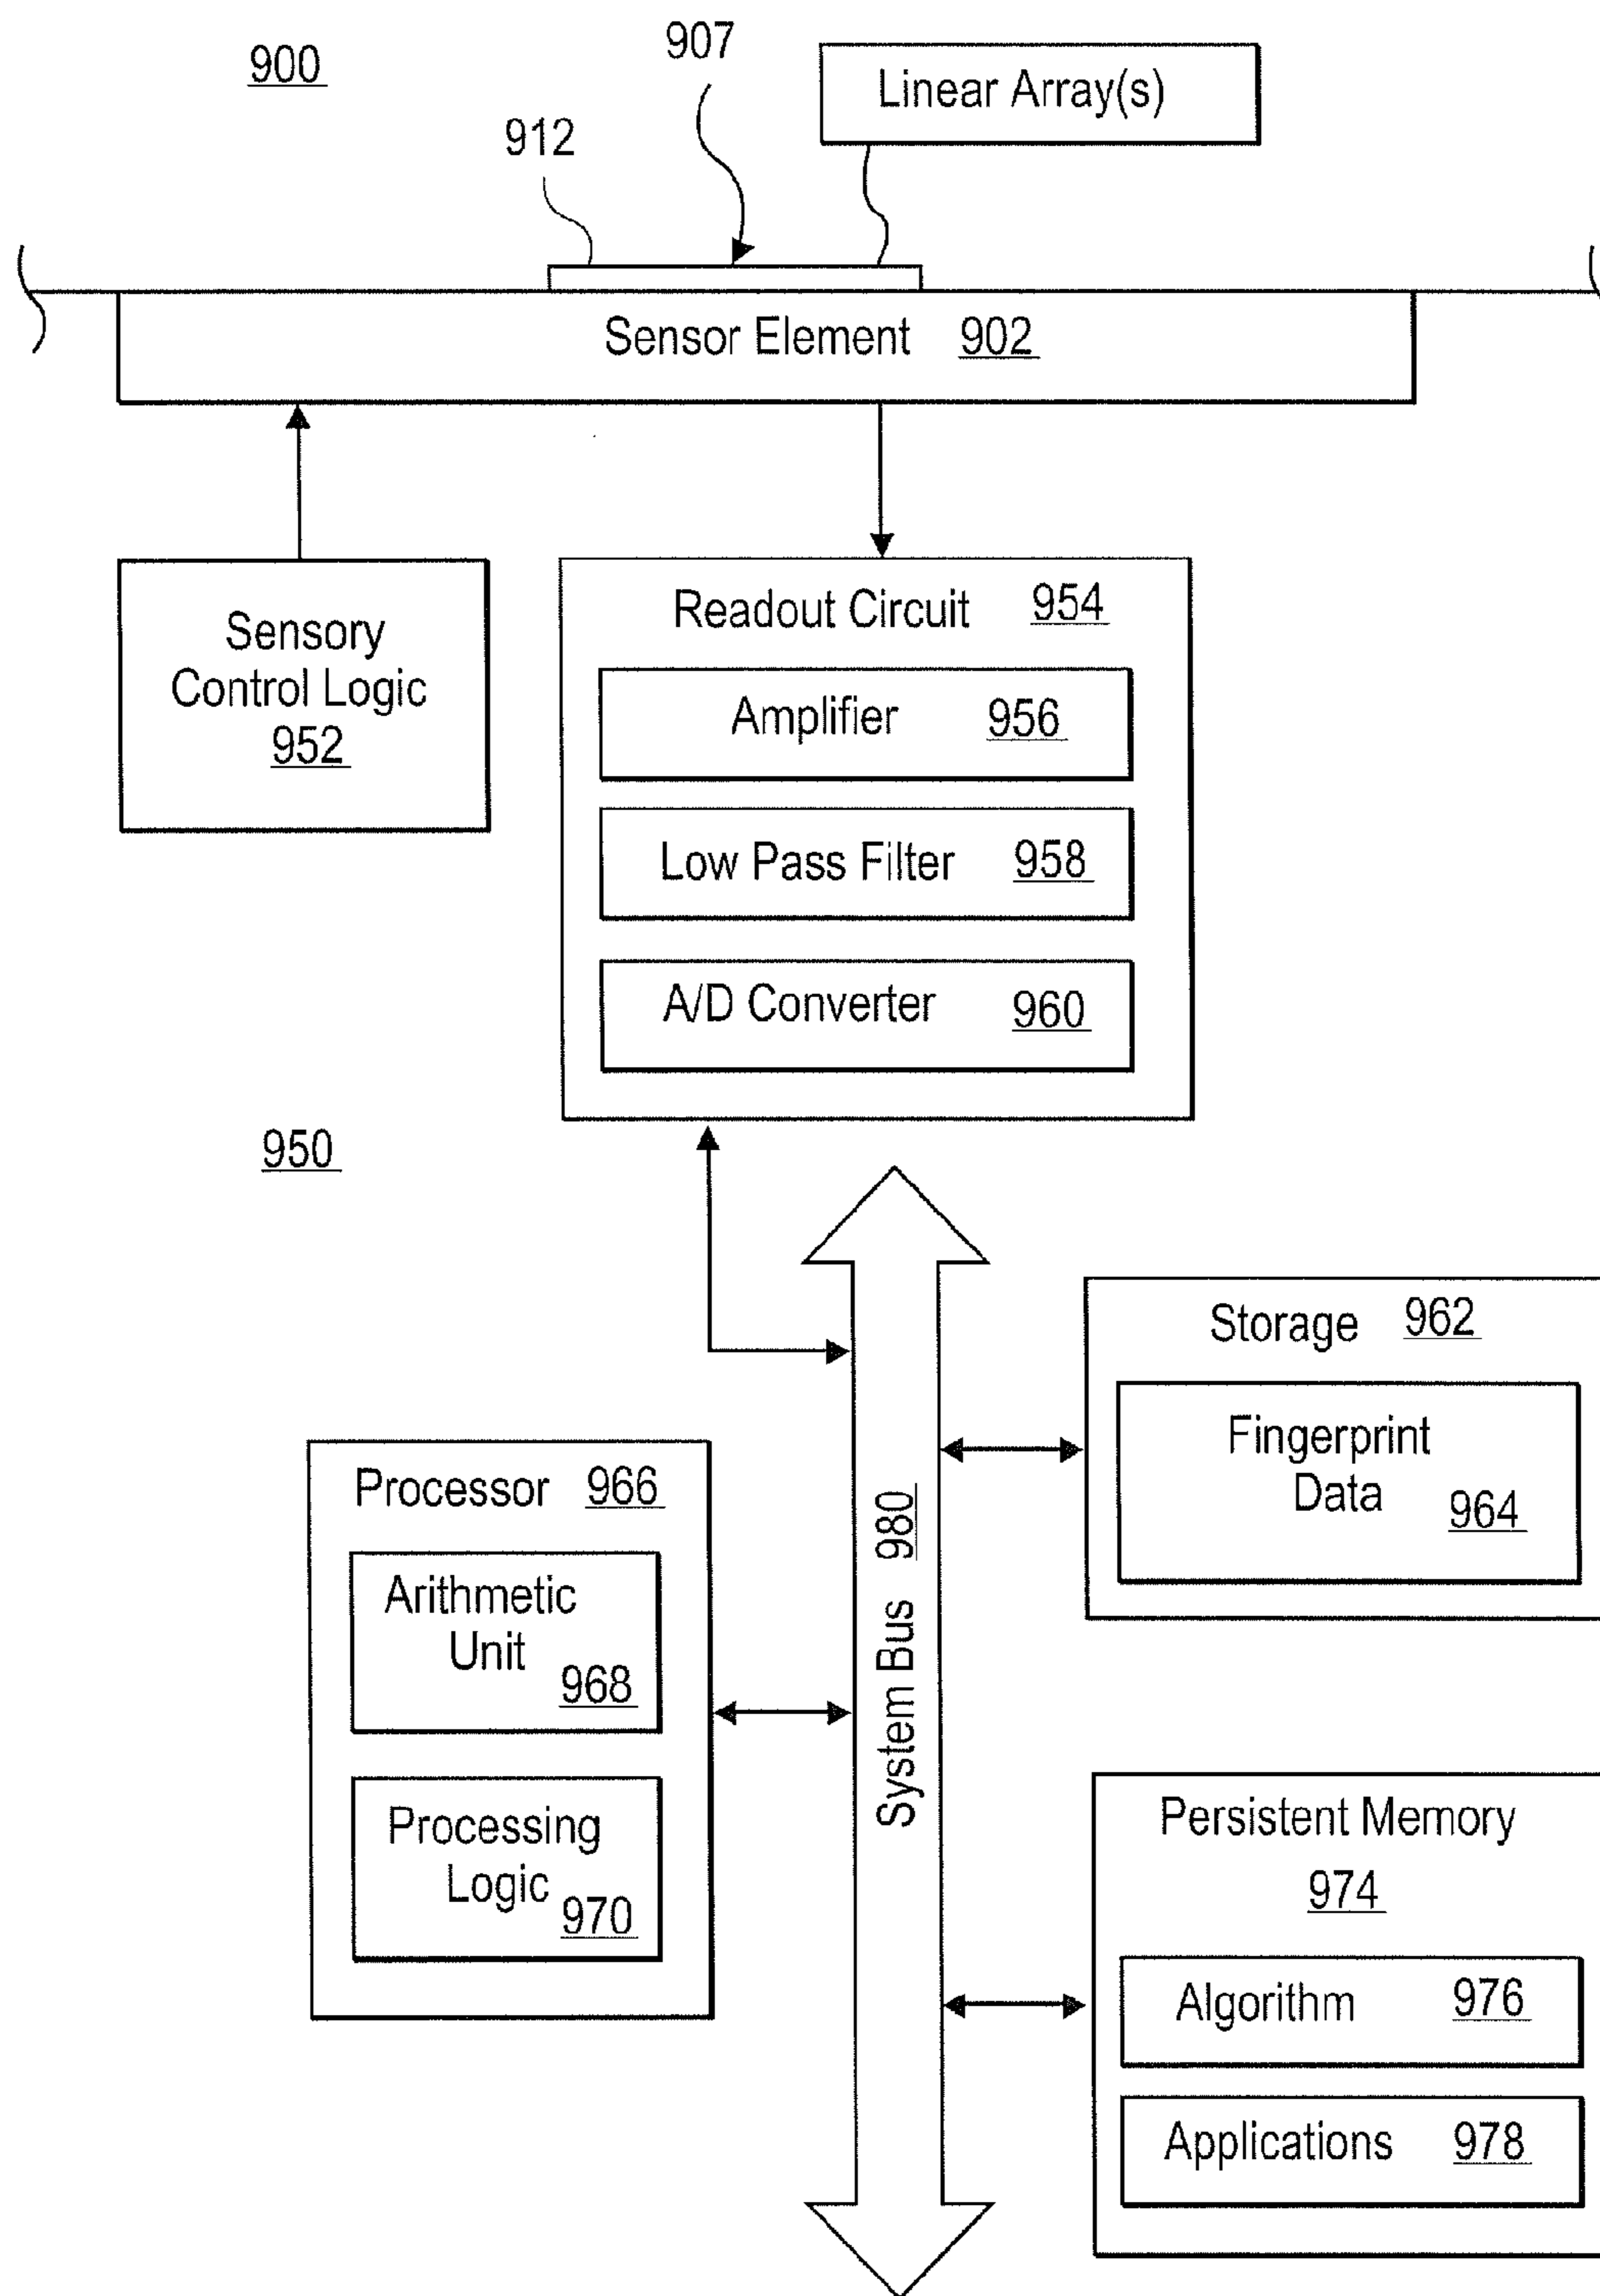 900
907
Linear Array(s)
912
Sensor Element 902
Sensory
Control Logic
952
Readout Circuit 954
Amplifier 956
Low Pass Filter 958
A/D Converter 960
950
Storage 962
Fingerprint
Data 964
Processor 966
Arithmetic
Unit 968
Processing
Logic 970
System Bus 980
Persistent Memory
974
Algorithm 976
Applications 978